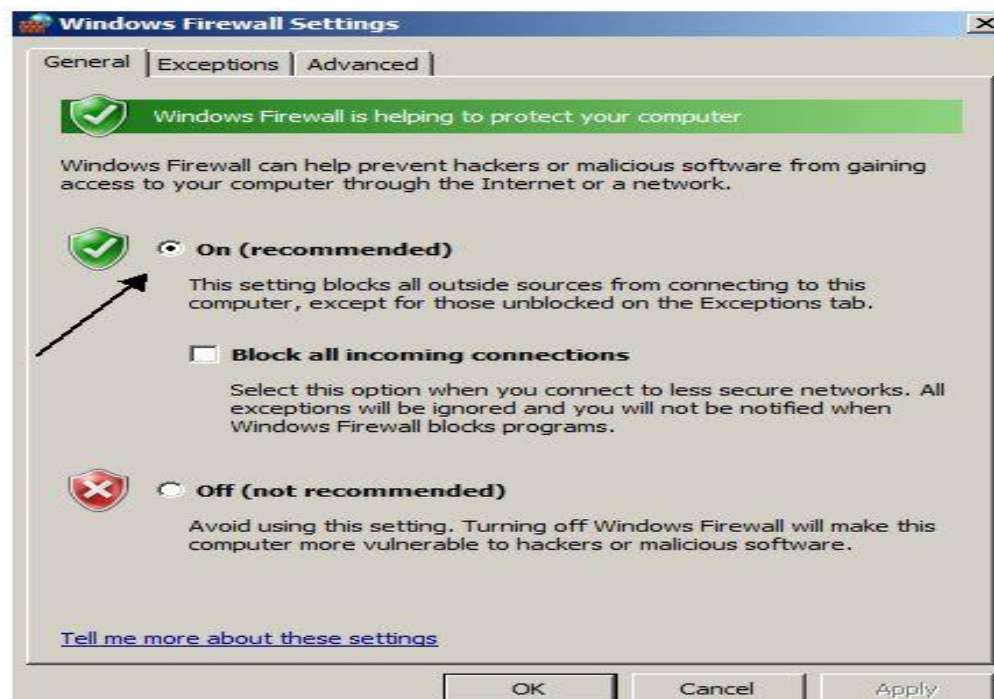 Windows Firewall Settings
General
Exceptions
Advanced
Windows Firewall is helping to protect your computer
Windows Firewall can help prevent hackers or malicious software from gaining
access to your computer through the Internet or a network.
On (recommended)
This setting blocks all outside sources from connecting to this
computer, except for those unblocked on the Exceptions tab.
Block all incoming connections
Select this option when you connect to less secure networks. All
exceptions will be ignored and you will not be notified when
Windows Firewall blocks programs.
Off (not recommended)
Avoid using this setting. Turning off Windows Firewall will make this
computer more vulnerable to hackers or malicious software.
Tell me more about these settings
OK
Cancel
Apply